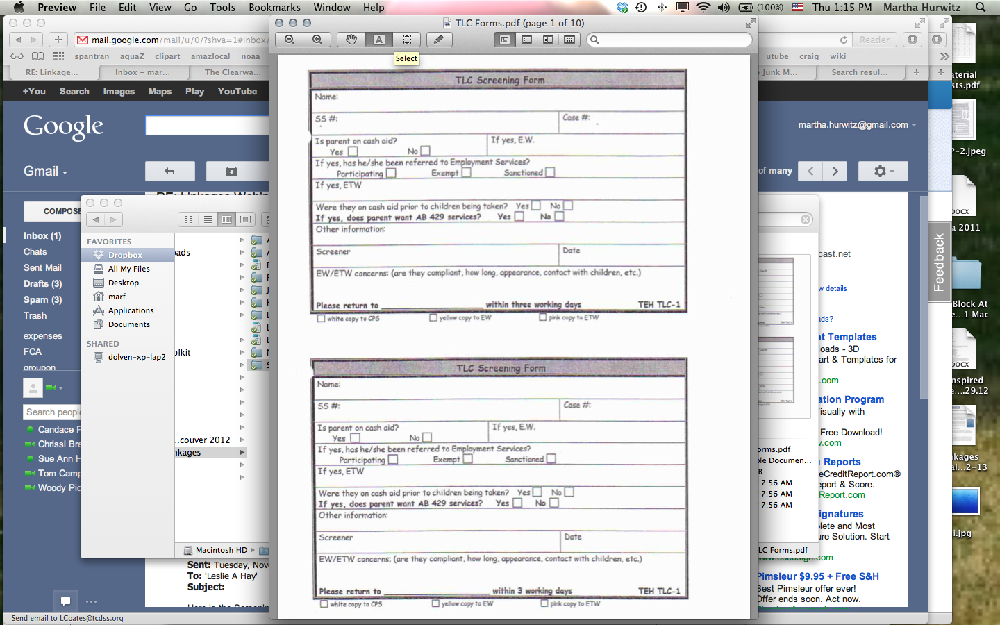 Preview File Edit View Go Tools Bookmarks Window Help (100%) Thu 1:15 PM Martha Hurwitz
TLC Forms.pdf (page 1 of 10)
mail.google.com/mail/u/0/?shva=1#inbox/
Reader
spantran aquaZ clipart amazlocal noaa
utube craig wiki
RE: Linkage... Inbox – mar... The Clearwa...
Junk M... Search resul...
Select
+You Search Images Maps Play YouTube
Google
martha.hurwitz@gmail.com
Gmail
of many
COMPOSE
Inbox (1)
Chats
Sent Mail
Drafts (3)
Spam (3)
Trash
expenses
FCA
groupon
Search people
Candace
Chrissi Bre
Sue Ann H
Tom Camp
Woody Pic
Send email to LCoates@tcdss.org
FAVORITES
Dropbox
All My Files
Desktop
marf
Applications
Documents
SHARED
dolven-xp-lap2
oads
olkit
...couver 2012
nkages
Macintosh HD
Sent: Tuesday, Nov
To: 'Leslie A Hay'
Subject:
TLC Screening Form
Name:
SS #: Case #:
Is parent on cash aid? If yes, E.W.
Yes No
If yes, has he/she been referred to Employment Services?
Participating Exempt Sanctioned
If yes, ETW
Were they on cash aid prior to children being taken? Yes No
If yes, does parent want AB 429 services? Yes No
Other information:
Screener Date
EW/ETW concerns: (are they compliant, how long, appearance, contact with children, etc.)
Please return to ____________________ within three working days TEH TLC-1
white copy to CPS yellow copy to EW pink copy to ETW
TLC Screening Form
Name:
SS #: Case #:
Is parent on cash aid? If yes, E.W.
Yes No
If yes, has he/she been referred to Employment Services?
Participating Exempt Sanctioned
If yes, ETW
Were they on cash aid prior to children being taken? Yes No
If yes, does parent want AB 429 services? Yes No
Other information:
Screener Date
EW/ETW concerns; (are they compliant, how long, appearance, contact with children, etc.)
Please return to ____________________ within 3 working days TEH TLC-1
white copy to CPS yellow copy to EW pink copy to ETW
cast.net
w details
ads?
nt Templates
loads - 3D
art & Templates for
.com
ation Program
Visually with
Free Download!
w.com
g Reports
eCreditReport.com®
eport & Score.
Report.com
ignatures
plete and Most
ure Solution. Start
www.docusign.com
Pimsleur $9.95 + Free S&H
Best Pimsleur offer ever!
Offer ends soon. Act now.
orms.pdf
ble Documen...
B
7:56 AM
7:56 AM
7:56 AM
LC Forms.pdf
Feedback
aterial
sts.pdf
P-2.jpeg
OCX
a 2011
Block At
...1 Mac
OCX
nspired
....29.12
kages
ai...2-13
i.jpg